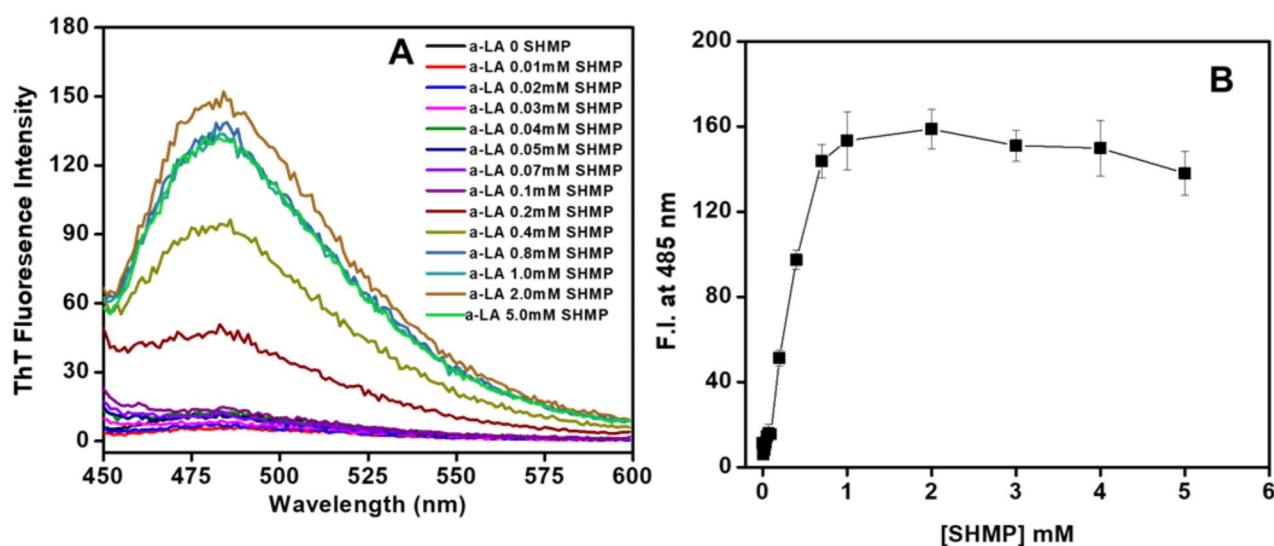 A
ThT Fluorescence Intensity
180
150
120
90
60
30
0
450
475
500
525
550
575
600
Wavelength (nm)
a-LA 0 SHMP
a-LA 0.01mM SHMP
a-LA 0.02mM SHMP
a-LA 0.03mM SHMP
a-LA 0.04mM SHMP
a-LA 0.05mM SHMP
a-LA 0.07mM SHMP
a-LA 0.1mM SHMP
a-LA 0.2mM SHMP
a-LA 0.4mM SHMP
a-LA 0.8mM SHMP
a-LA 1.0mM SHMP
a-LA 2.0mM SHMP
a-LA 5.0mM SHMP
B
F.I. at 485 nm
200
160
120
80
40
0
0
1
2
3
4
5
6
[SHMP] mM